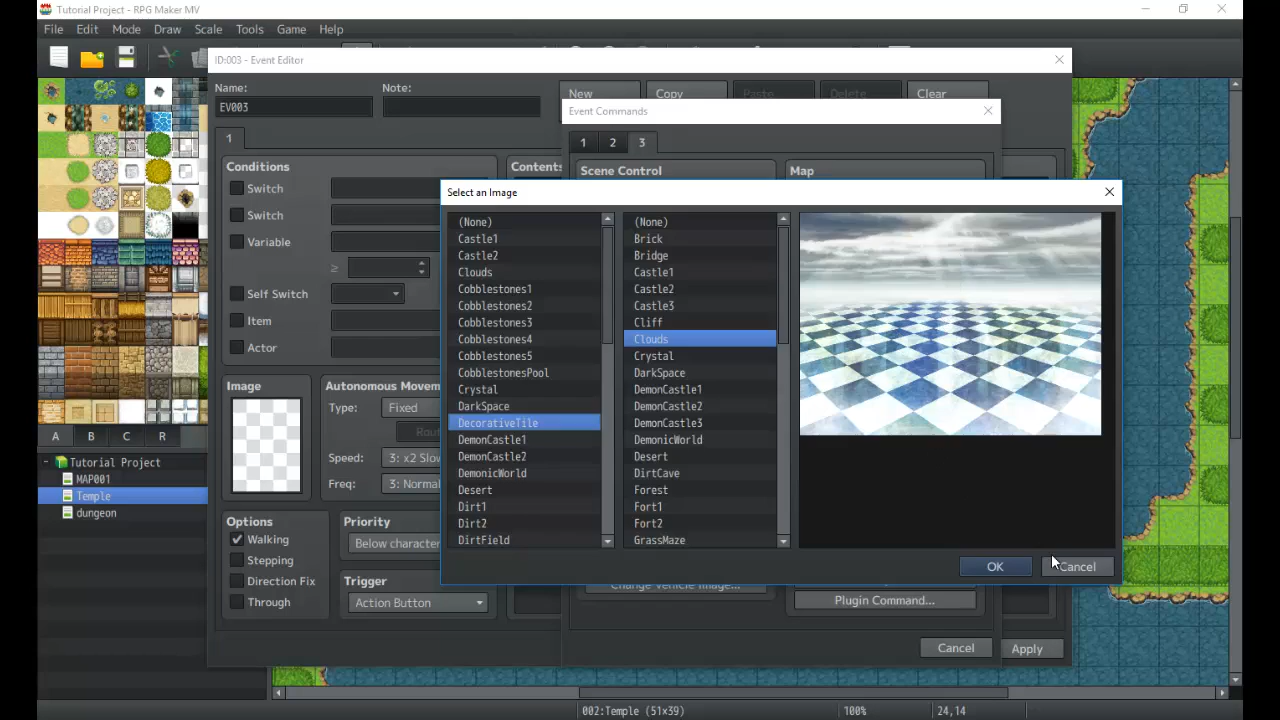 Tutorial Project - RPG Maker MV
File Edit Mode Draw Scale Tools Game Help
ID:003 - Event Editor
Name: Note:
EV003
New Copy Paste Delete Clear
Event Commands
1
1 2 3
Conditions
Contents
Scene Control
Map
Switch
Switch
Variable
≥
Self Switch
Item
Actor
Select an Image
(None)
Castle1
Castle2
Clouds
Cobblestones1
Cobblestones2
Cobblestones3
Cobblestones4
Cobblestones5
CobblestonesPool
Crystal
DarkSpace
DecorativeTile
DemonCastle1
DemonCastle2
DemonicWorld
Desert
Dirt1
Dirt2
DirtField
(None)
Brick
Bridge
Castle1
Castle2
Castle3
Cliff
Clouds
Crystal
DarkSpace
DemonCastle1
DemonCastle2
DemonCastle3
DemonicWorld
Desert
DirtCave
Forest
Fort1
Fort2
GrassMaze
OK
Cancel
Image
Autonomous Movem
Type: Fixed
Rout
Speed: 3: x2 Slow
Freq: 3: Normal
Options
Walking
Stepping
Direction Fix
Through
Priority
Below character
Trigger
Action Button
Change Vehicle Image...
Plugin Command...
Cancel
Apply
A B C R
Tutorial Project
MAP001
Temple
dungeon
002:Temple (51x39) 100% 24,14